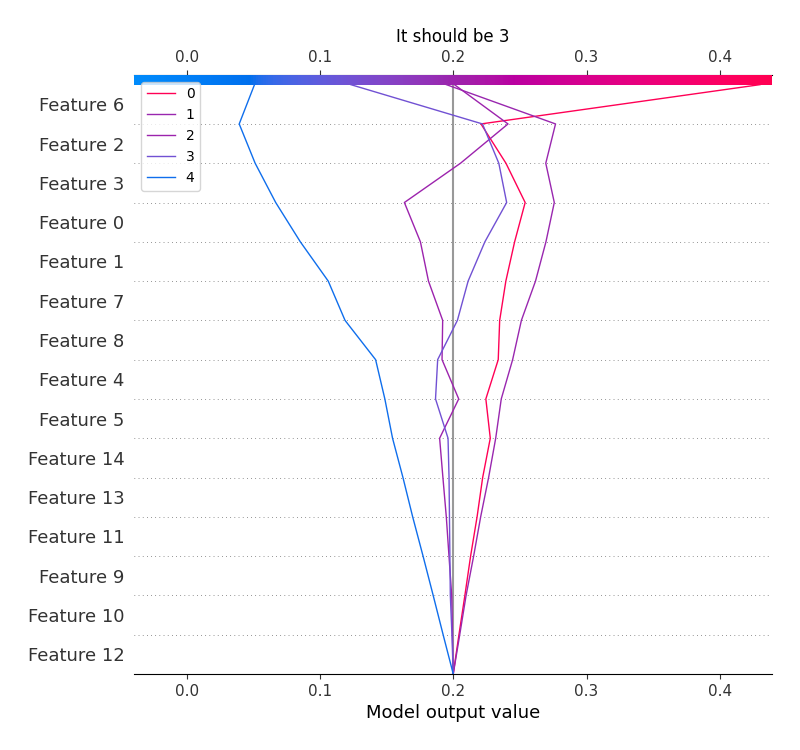 It should be 3
0.0 0.1 0.2 0.3 0.4
0
1
2
3
4
Feature 6
Feature 2
Feature 3
Feature 0
Feature 1
Feature 7
Feature 8
Feature 4
Feature 5
Feature 14
Feature 13
Feature 11
Feature 9
Feature 10
Feature 12
0.0 0.1 0.2 0.3 0.4
Model output value